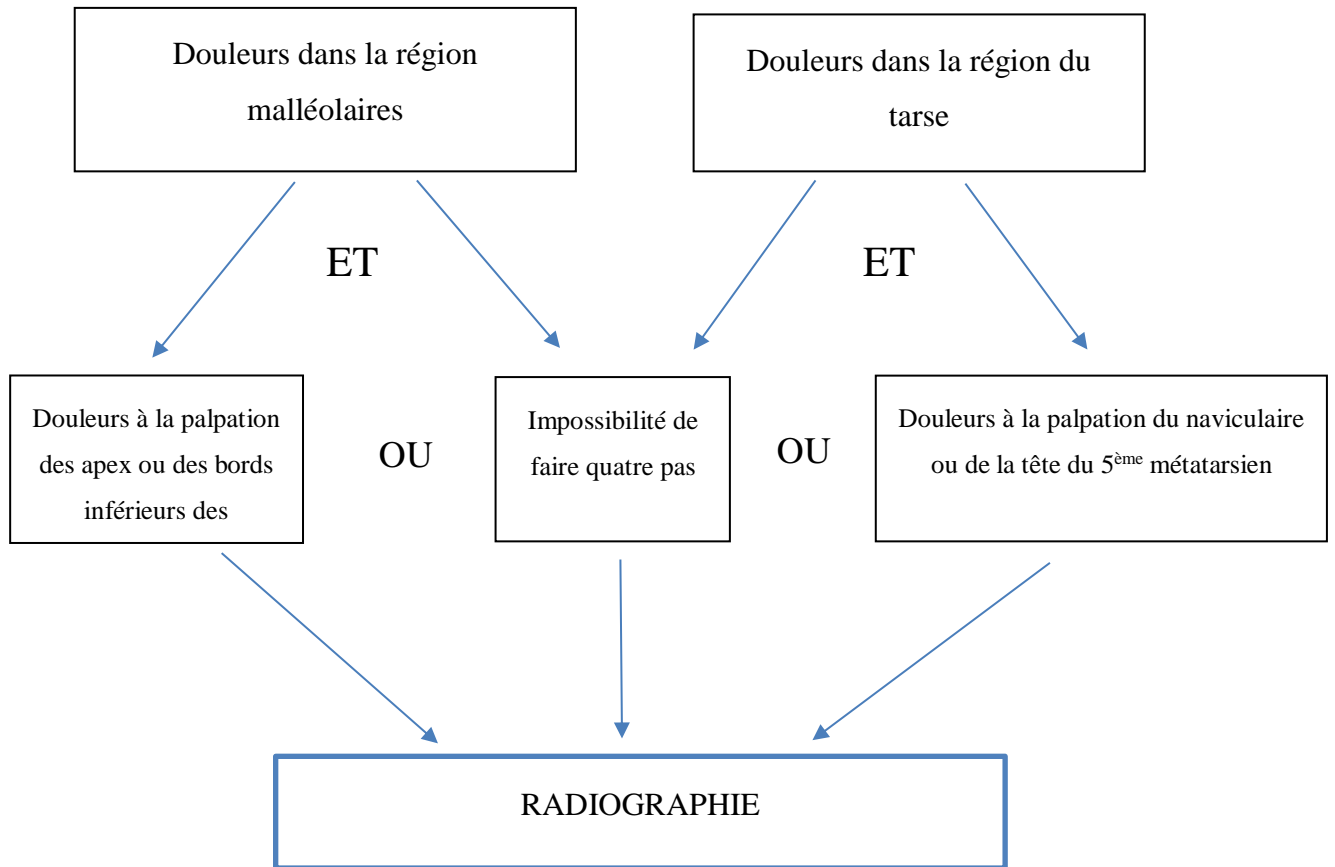 Douleurs dans la région
malléolaires
Douleurs dans la région du
tarse
ET
ET
Douleurs à la palpation
des apex ou des bords
inférieurs des
OU
Impossibilité de
faire quatre pas
OU
Douleurs à la palpation du naviculaire
ou de la tête du 5ème métatarsien
RADIOGRAPHIE